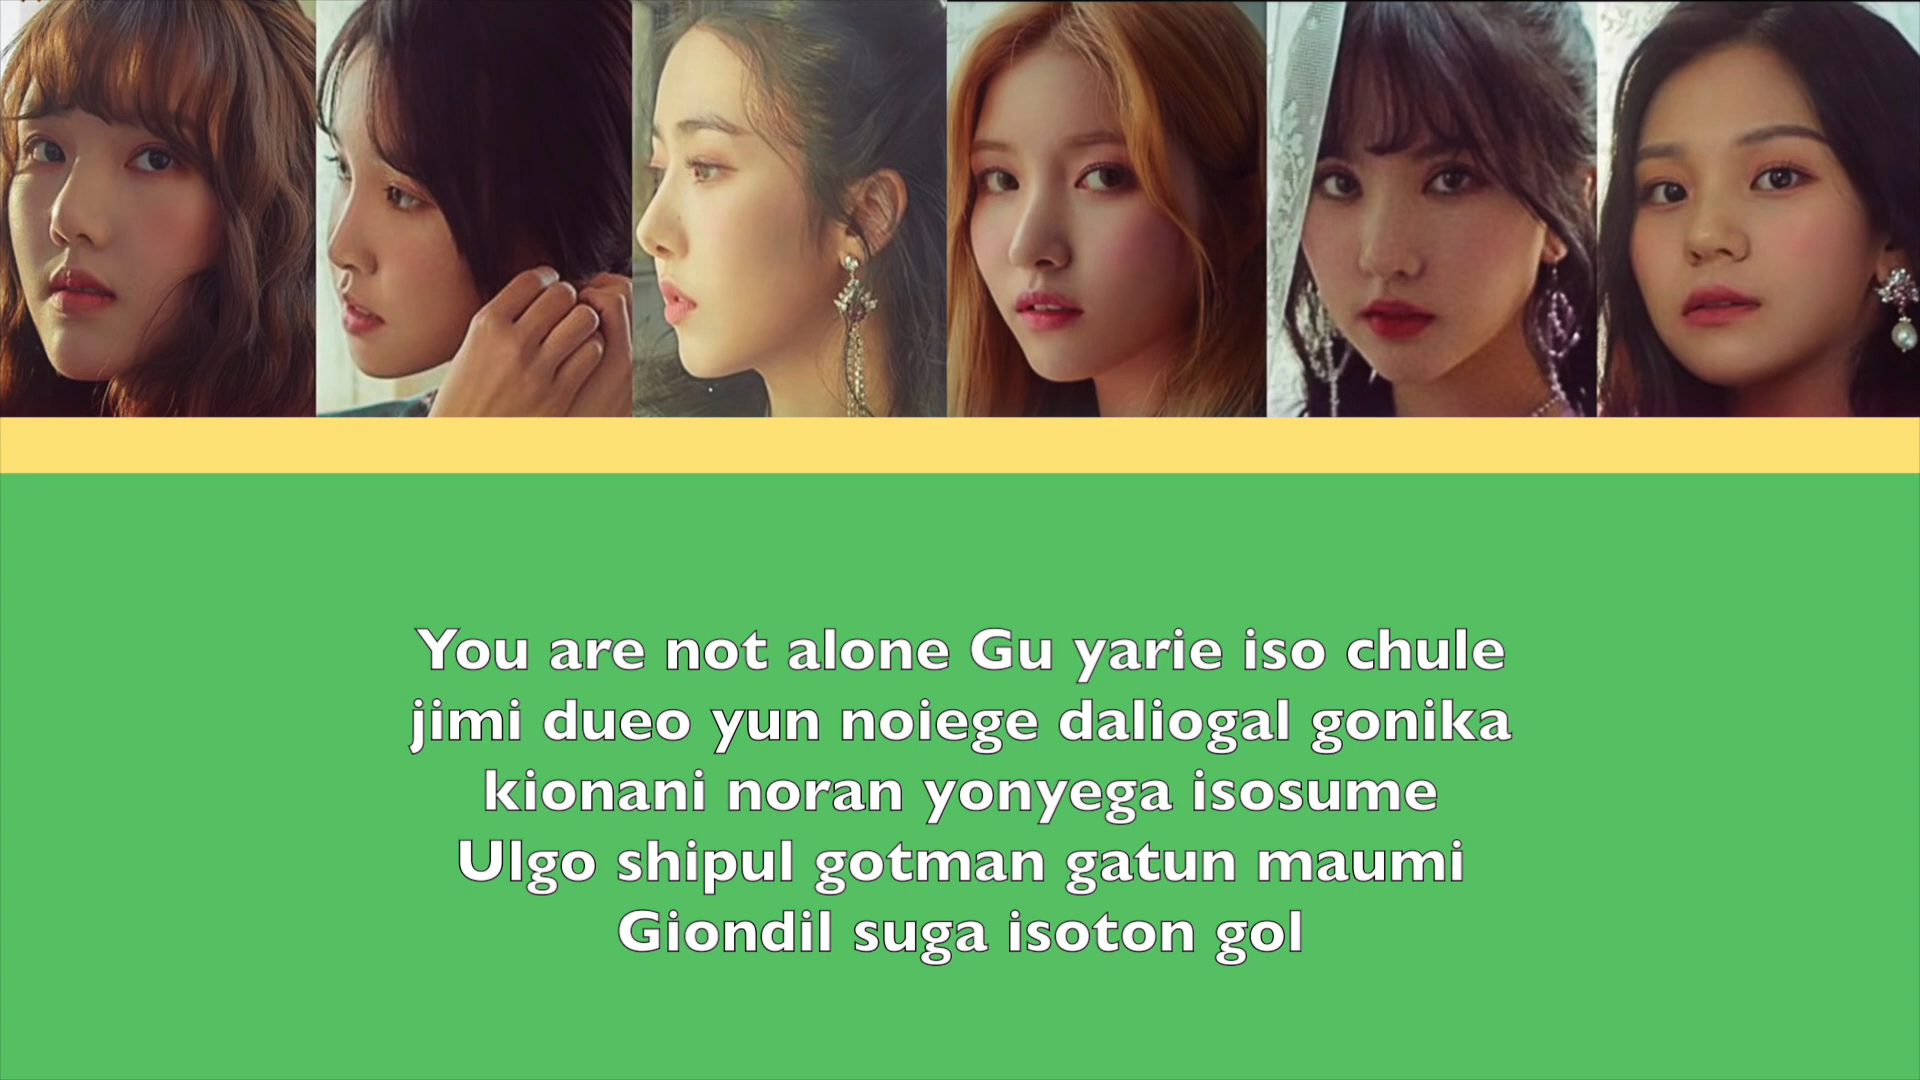 You are not alone Gu yarie iso chule
jimi dueo yun noiege daliogal gonika
kionani noran yonyega isosume
Ulgo shipul gotman gatun maumi
Giondil suga isoton gol